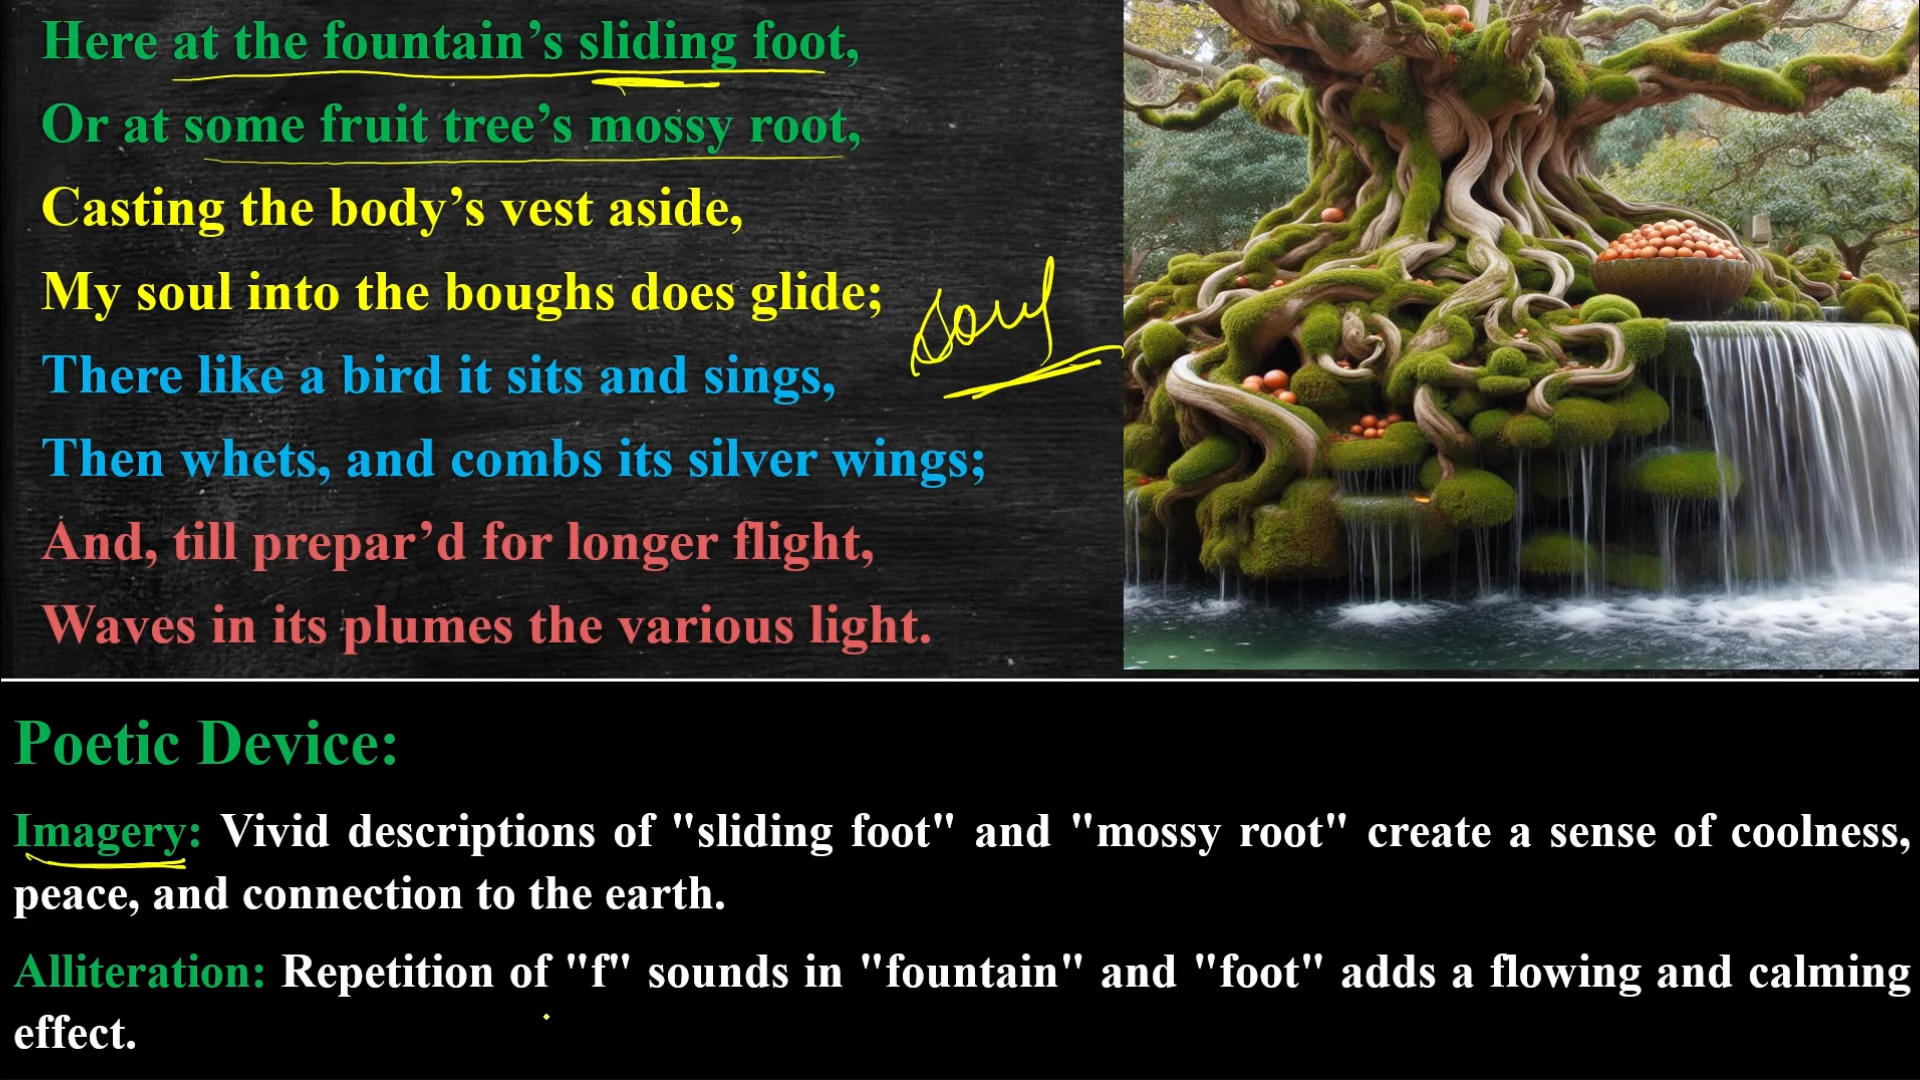 Here at the fountain’s sliding foot,
Or at some fruit tree’s mossy root,
Casting the body’s vest aside,
My soul into the boughs does glide;
soul
There like a bird it sits and sings,
Then whets, and combs its silver wings;
And, till prepar’d for longer flight,
Waves in its plumes the various light.
Poetic Device:
Imagery: Vivid descriptions of "sliding foot" and "mossy root" create a sense of coolness,
peace, and connection to the earth.
Alliteration: Repetition of "f" sounds in "fountain" and "foot" adds a flowing and calming
effect.